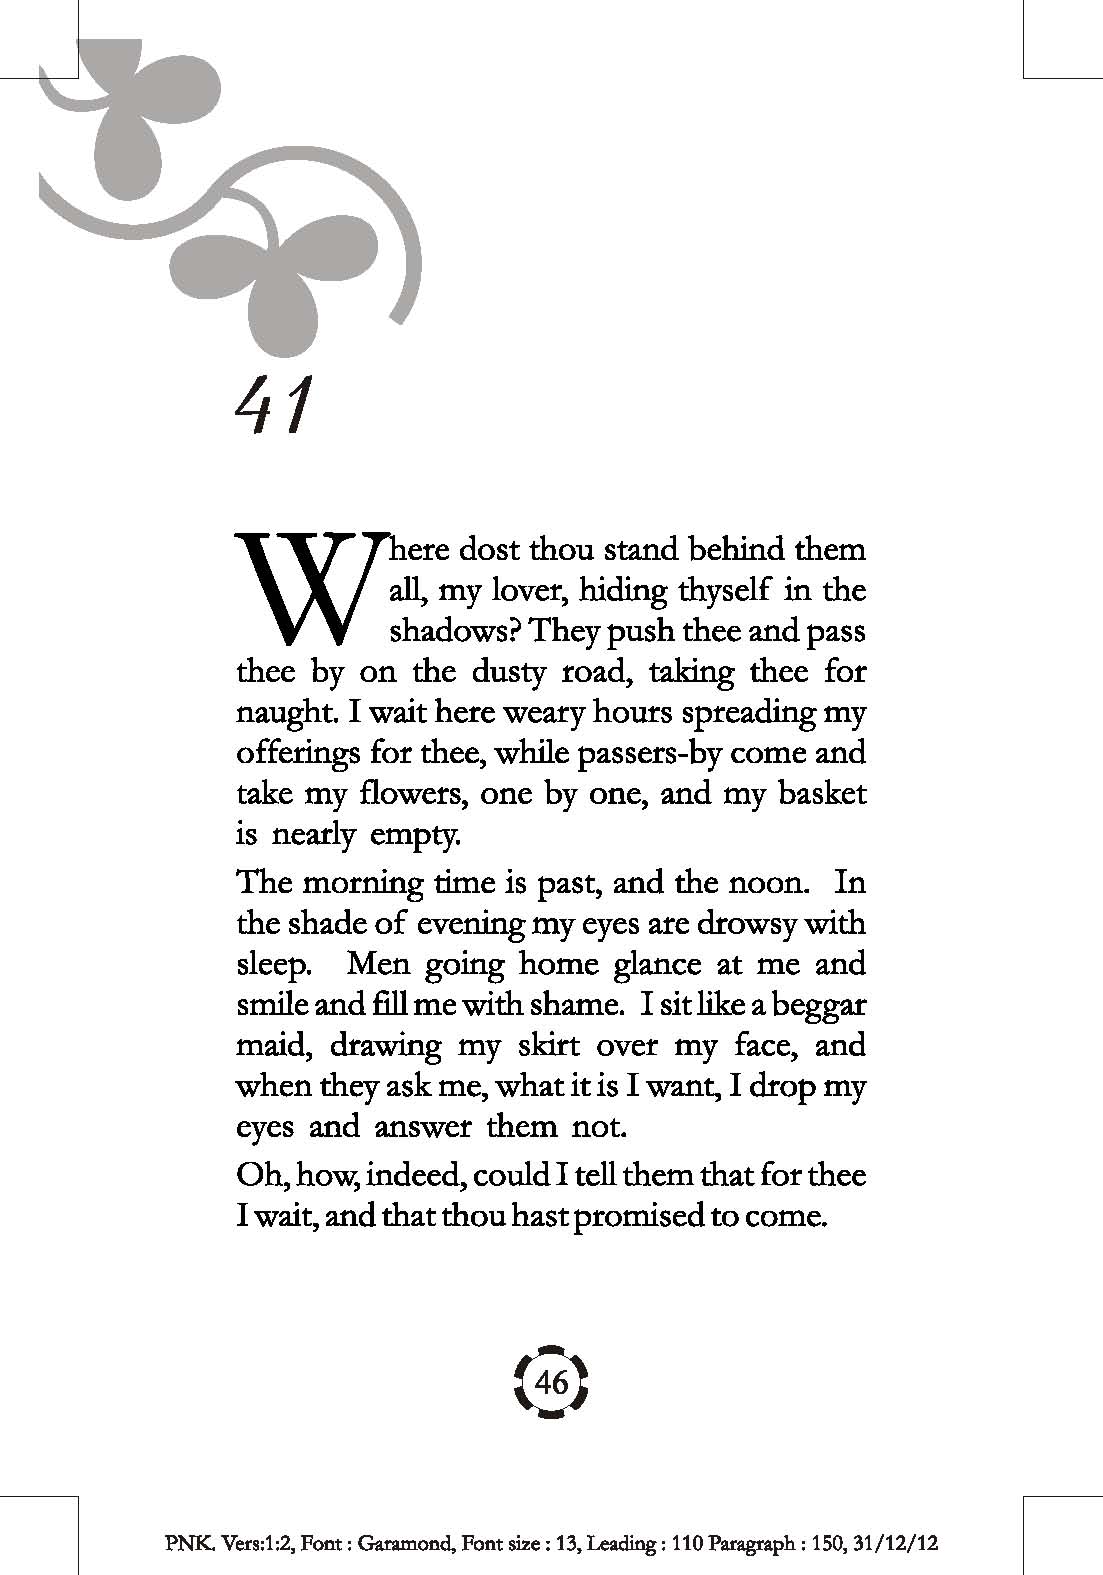 41
Where dost thou stand behind them
all, my lover, hiding thyself in the
shadows? They push thee and pass
thee by on the dusty road, taking thee for
naught. I wait here weary hours spreading my
offerings for thee, while passers-by come and
take my flowers, one by one, and my basket
is nearly empty.
The morning time is past, and the noon. In
the shade of evening my eyes are drowsy with
sleep. Men going home glance at me and
smile and fill me with shame. I sit like a beggar
maid, drawing my skirt over my face, and
when they ask me, what it is I want, I drop my
eyes and answer them not.
Oh, how, indeed, could I tell them that for thee
I wait, and that thou hast promised to come.
46
PNK. Vers:1:2, Font : Garamond, Font size : 13, Leading : 110 Paragraph : 150, 31/12/12